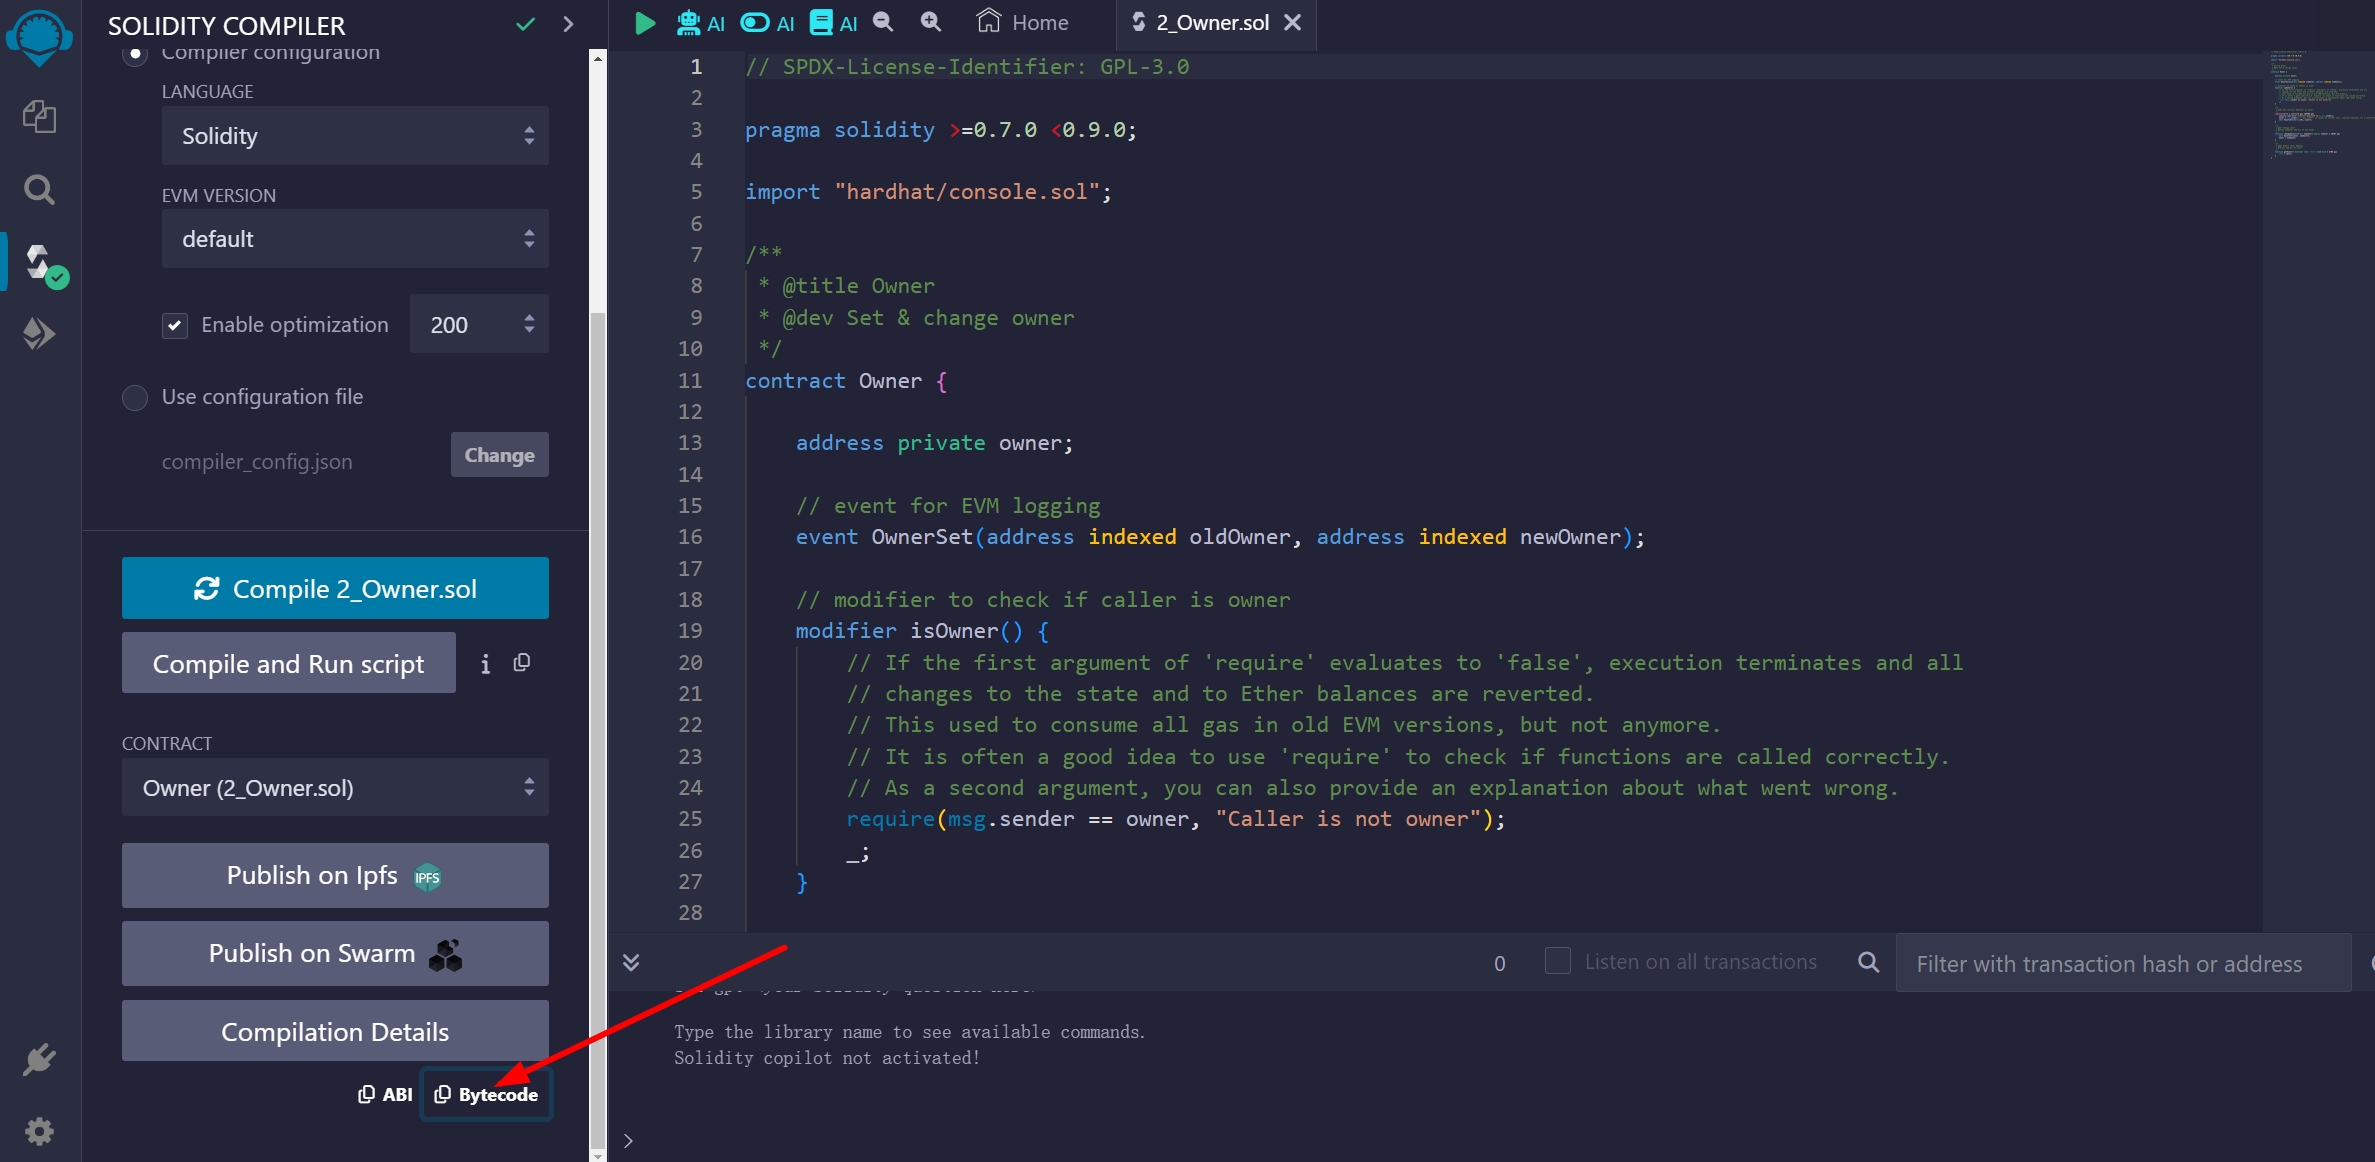 SOLIDITY COMPILER
Compiler configuration
LANGUAGE
Solidity
EVM VERSION
default
Enable optimization
200
Use configuration file
compiler_config.json
Change
Compile 2_Owner.sol
Compile and Run script
CONTRACT
Owner (2_Owner.sol)
Publish on Ipfs
IPFS
Publish on Swarm
Compilation Details
ABI
Bytecode
AI
AI
AI
Home
2_Owner.sol
1 // SPDX-License-Identifier: GPL-3.0
2
3 pragma solidity >=0.7.0 <0.9.0;
4
5 import "hardhat/console.sol";
6
7 /**
8 * @title Owner
9 * @dev Set & change owner
10 */
11 contract Owner {
12
13 address private owner;
14
15 // event for EVM logging
16 event OwnerSet(address indexed oldOwner, address indexed newOwner);
17
18 // modifier to check if caller is owner
19 modifier isOwner() {
20 // If the first argument of 'require' evaluates to 'false', execution terminates and all
21 // changes to the state and to Ether balances are reverted.
22 // This used to consume all gas in old EVM versions, but not anymore.
23 // It is often a good idea to use 'require' to check if functions are called correctly.
24 // As a second argument, you can also provide an explanation about what went wrong.
25 require(msg.sender == owner, "Caller is not owner");
26 _;
27 }
28
0
Listen on all transactions
Filter with transaction hash or address
Type the library name to see available commands.
Solidity copilot not activated!
>